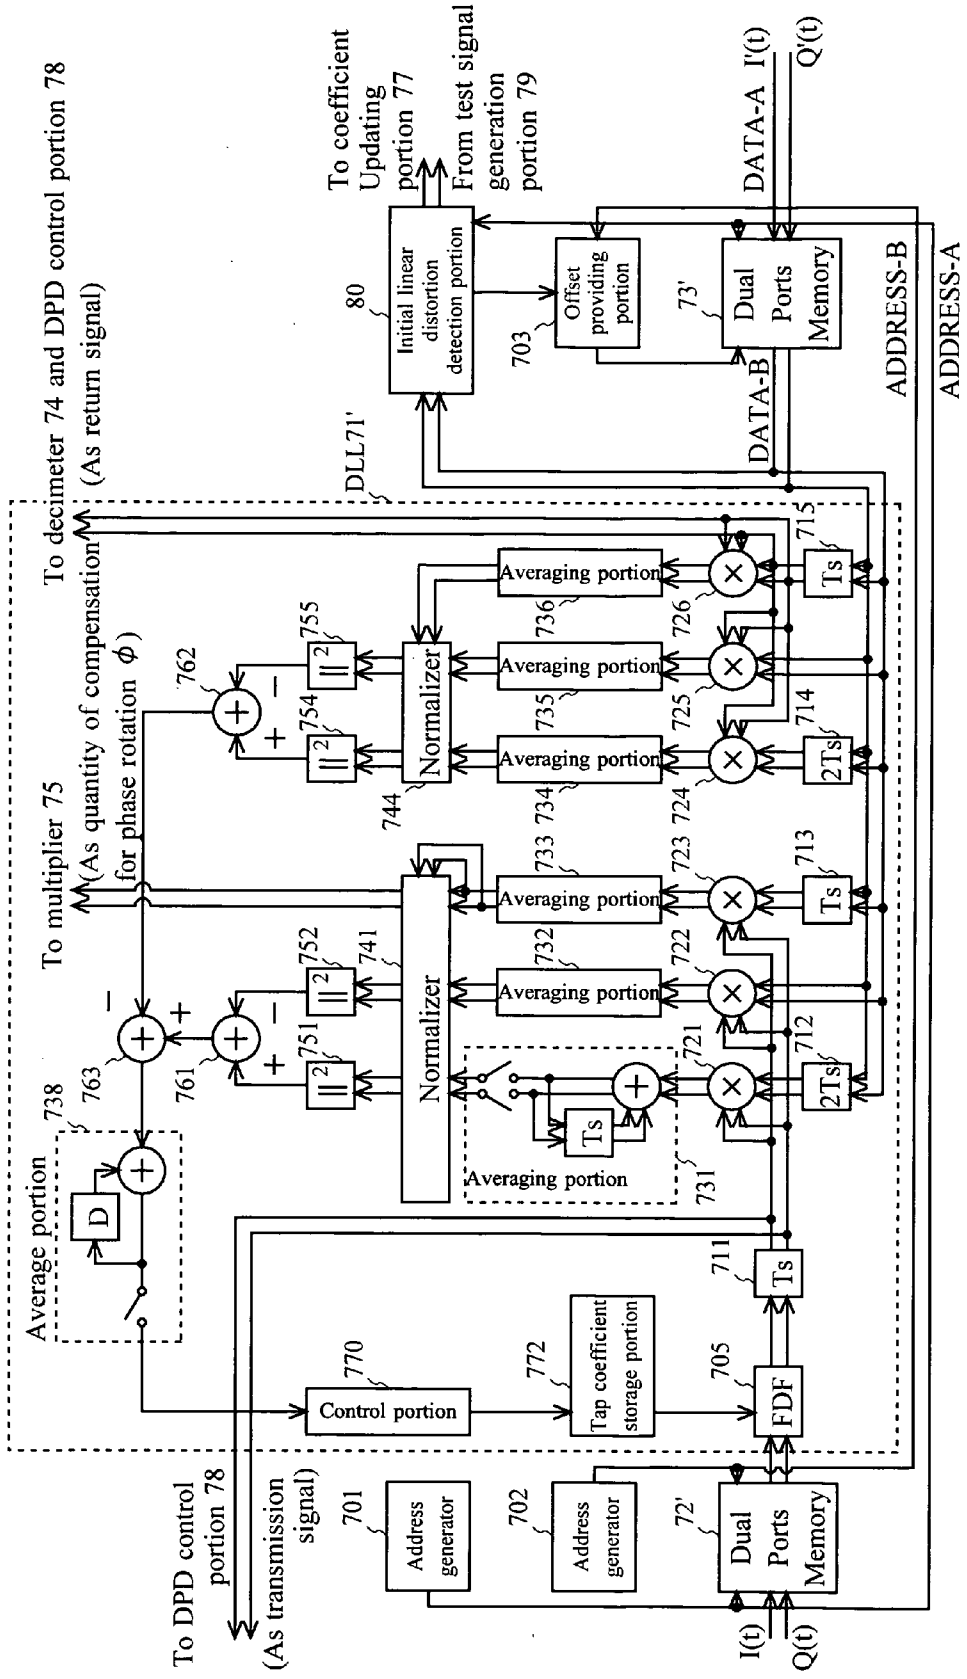 To DPD control
portion 78
(As transmission
signal)
To multiplier 75
(As quantity of compensation
for phase rotation ϕ)
To decimeter 74 and DPD control portion 78
(As return signal)
To coefficient
Updating
portion 77
From test signal
generation
portion 79
Average portion
738
D
+
763
−
+
+
761
+
−
+
762
+
−
DLL71'
751
||²
752
||²
754
||²
755
||²
741
Normalizer
744
Normalizer
80
Initial linear
distortion
detection portion
703
Offset
providing
portion
770
Control portion
772
Tap coefficient
storage portion
701
Address
generator
702
Address
generator
Averaging portion
731
Ts
+
732
Averaging portion
733
Averaging portion
734
Averaging portion
735
Averaging portion
736
Averaging portion
721
×
722
×
723
×
724
×
725
×
726
×
705
FDF
711
Ts
712
2Ts
713
Ts
714
2Ts
715
Ts
72'
Dual
Ports
Memory
I(t)
Q(t)
73'
Dual
Ports
Memory
DATA-B
DATA-A
I'(t)
Q'(t)
ADDRESS-B
ADDRESS-A